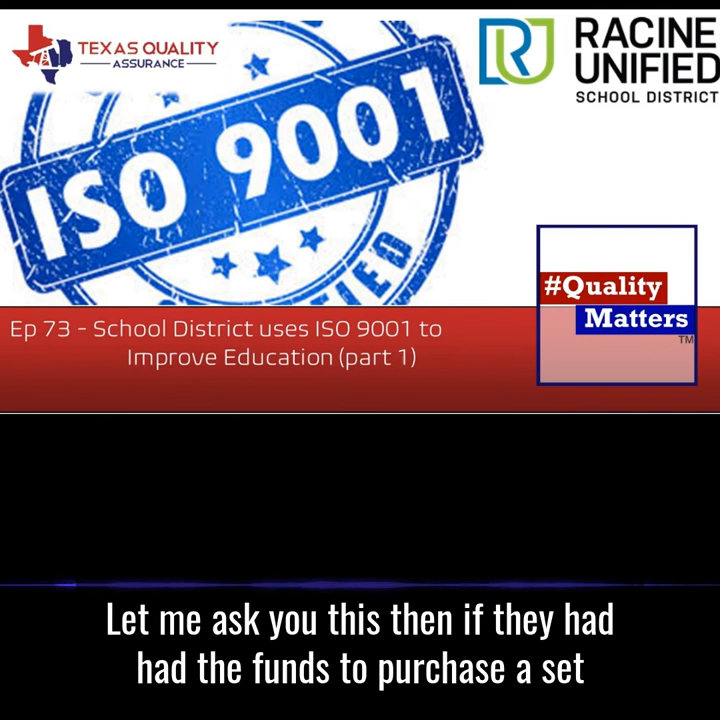 TEXAS QUALITY
ASSURANCE
RACINE
UNIFIED
SCHOOL DISTRICT
ISO 9001
#Quality
Matters
TM
Ep 73 - School District uses ISO 9001 to
Improve Education (part 1)
Let me ask you this then if they had
had the funds to purchase a set